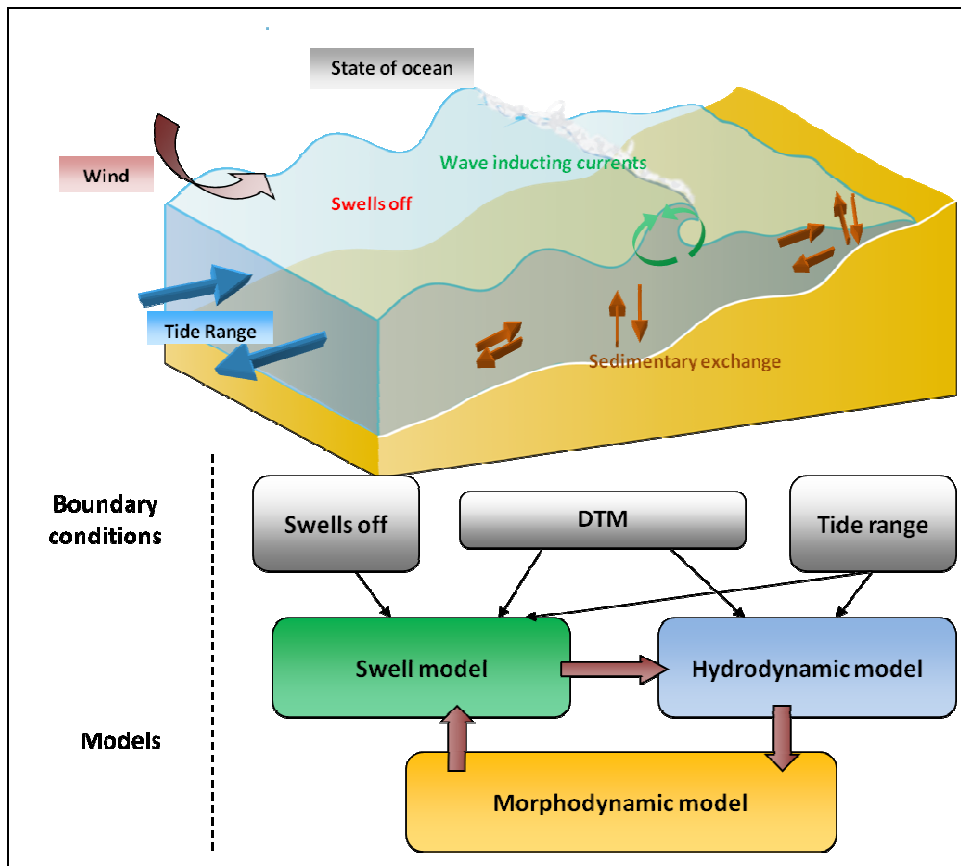 State of ocean
Wave inducting currents
Wind
Swells off
Tide Range
Sedimentary exchange
Boundary
conditions
Swells off
DTM
Tide range
Swell model
Hydrodynamic model
Models
Morphodynamic model